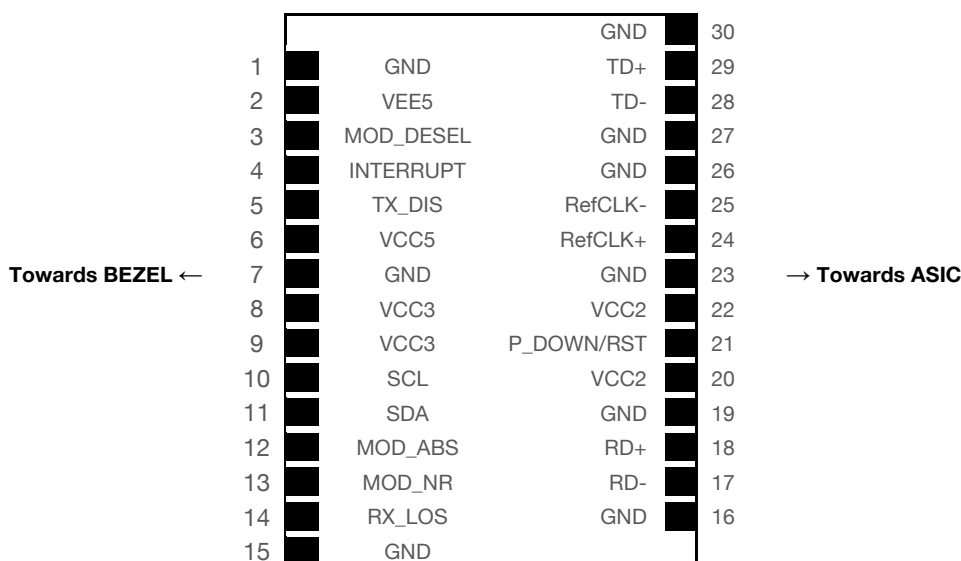 GND 30
1 GND TD+ 29
2 VEE5 TD- 28
3 MOD_DESEL GND 27
4 INTERRUPT GND 26
5 TX_DIS RefCLK- 25
6 VCC5 RefCLK+ 24
Towards BEZEL ← 7 GND GND 23 → Towards ASIC
8 VCC3 VCC2 22
9 VCC3 P_DOWN/RST 21
10 SCL VCC2 20
11 SDA GND 19
12 MOD_ABS RD+ 18
13 MOD_NR RD- 17
14 RX_LOS GND 16
15 GND